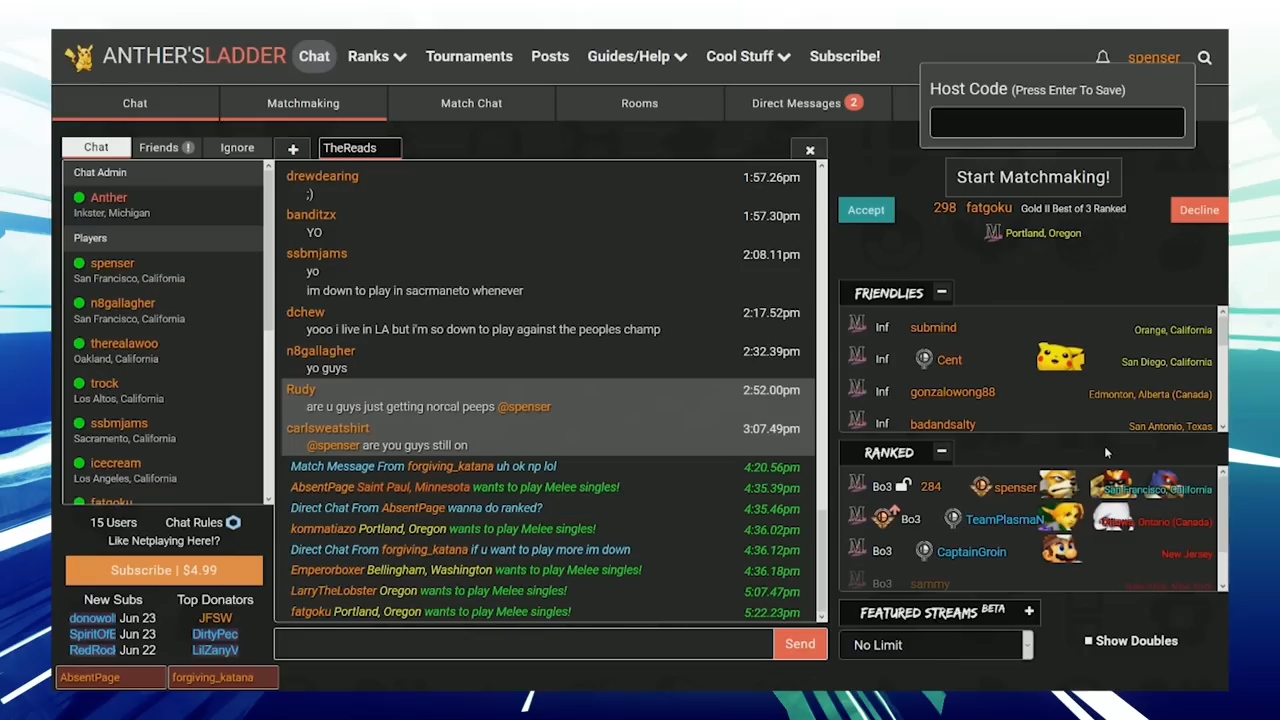 ANTHER'SLADDER Chat Ranks Tournaments Posts Guides/Help Cool Stuff Subscribe! spenser
Host Code (Press Enter To Save)
Chat Matchmaking Match Chat Rooms Direct Messages 2
Chat Friends ! Ignore + TheReads x
Chat Admin
Anther
Inkster, Michigan
Players
spenser
San Francisco, California
n8gallagher
San Francisco, California
therealawoo
Oakland, California
trock
Los Altos, California
ssbmjams
Sacramento, California
icecream
Los Angeles, California
fatgoku
15 Users Chat Rules
Like Netplaying Here!?
Subscribe | $4.99
New Subs Top Donators
donowoll Jun 23 JFSW
SpiritOfE Jun 23 DirtyPec
RedRock Jun 22 LilZanyV
AbsentPage forgiving_katana
drewdearing 1:57.26pm
;)
banditzx 1:57.30pm
YO
ssbmjams 2:08.11pm
yo
im down to play in sacrmaneto whenever
dchew 2:17.52pm
yooo i live in LA but i'm so down to play against the peoples champ
n8gallagher 2:32.39pm
yo guys
Rudy 2:52.00pm
are u guys just getting norcal peeps @spenser
carlsweatshirt 3:07.49pm
@spenser are you guys still on
Match Message From forgiving_katana uh ok np lol 4:20.56pm
AbsentPage Saint Paul, Minnesota wants to play Melee singles! 4:35.39pm
Direct Chat From AbsentPage wanna do ranked? 4:35.46pm
kommatiazo Portland, Oregon wants to play Melee singles! 4:36.02pm
Direct Chat From forgiving_katana if u want to play more im down 4:36.12pm
Emperorboxer Bellingham, Washington wants to play Melee singles! 4:36.18pm
LarryTheLobster Oregon wants to play Melee singles! 5:07.47pm
fatgoku Portland, Oregon wants to play Melee singles! 5:22.23pm
Send
Start Matchmaking!
Accept 298 fatgoku Gold II Best of 3 Ranked Decline
Portland, Oregon
FRIENDLIES
Inf submind Orange, California
Inf Cent San Diego, California
Inf gonzalowong88 Edmonton, Alberta (Canada)
Inf badandsalty San Antonio, Texas
RANKED
Bo3 284 spenser San Francisco, California
Bo3 TeamPlasmaN Ottawa, Ontario (Canada)
Bo3 CaptainGroin New Jersey
Bo3 sammy
FEATURED STREAMS BETA +
No Limit Show Doubles